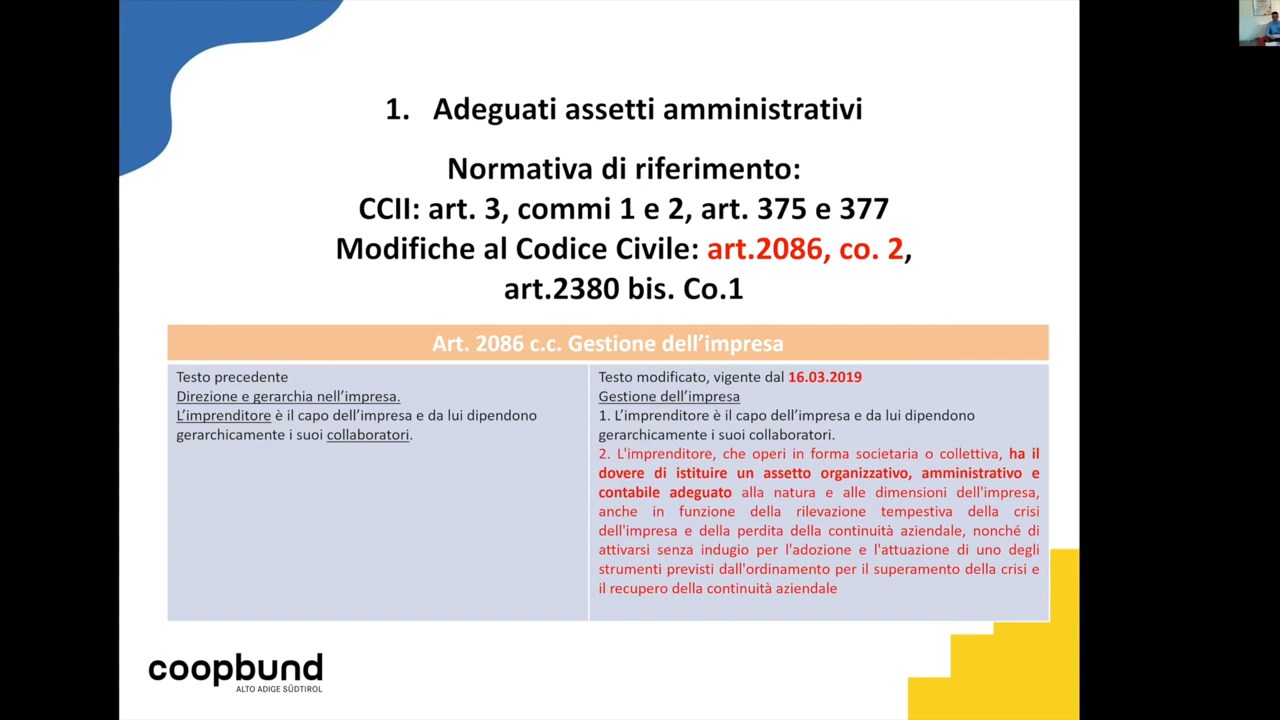 1. Adeguati assetti amministrativi
Normativa di riferimento:
CCII: art. 3, commi 1 e 2, art. 375 e 377
Modifiche al Codice Civile: art.2086, co. 2,
art.2380 bis. Co.1
Art. 2086 c.c. Gestione dell’impresa
Testo precedente
Direzione e gerarchia nell’impresa.
L’imprenditore è il capo dell’impresa e da lui dipendono
gerarchicamente i suoi collaboratori.
Testo modificato, vigente dal 16.03.2019
Gestione dell’impresa
1. L’imprenditore è il capo dell’impresa e da lui dipendono
gerarchicamente i suoi collaboratori.
2. L'imprenditore, che operi in forma societaria o collettiva, ha il
dovere di istituire un assetto organizzativo, amministrativo e
contabile adeguato alla natura e alle dimensioni dell'impresa,
anche in funzione della rilevazione tempestiva della crisi
dell'impresa e della perdita della continuità aziendale, nonché di
attivarsi senza indugio per l'adozione e l'attuazione di uno degli
strumenti previsti dall'ordinamento per il superamento della crisi e
il recupero della continuità aziendale
coopbund
ALTO ADIGE SÜDTIROL